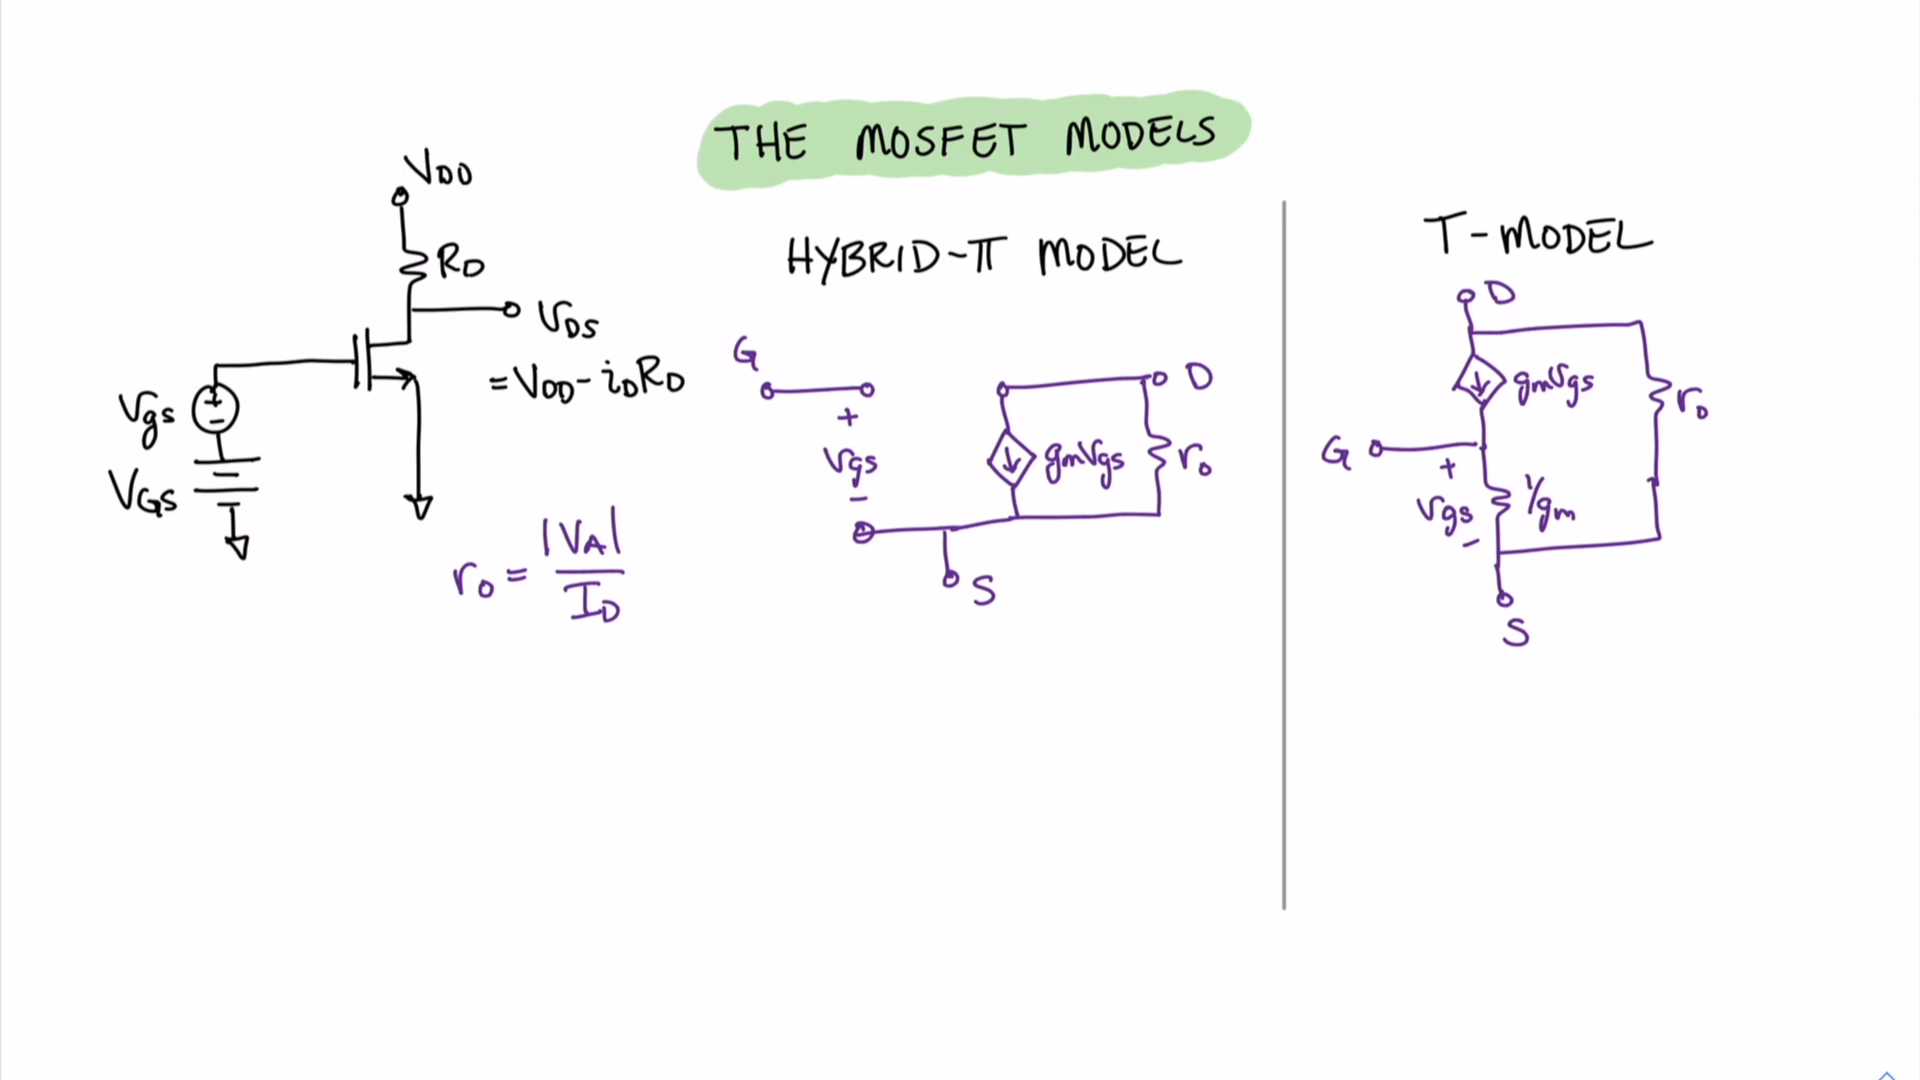 THE MOSFET MODELS
VDD
RD
vDS
= VDD - iDRD
vgs
VGS
ro = |VA| / ID
HYBRID-π MODEL
G
+
vgs
-
gmvgs
ro
D
S
T-MODEL
D
gmvgs
ro
G
+
vgs
-
1/gm
S